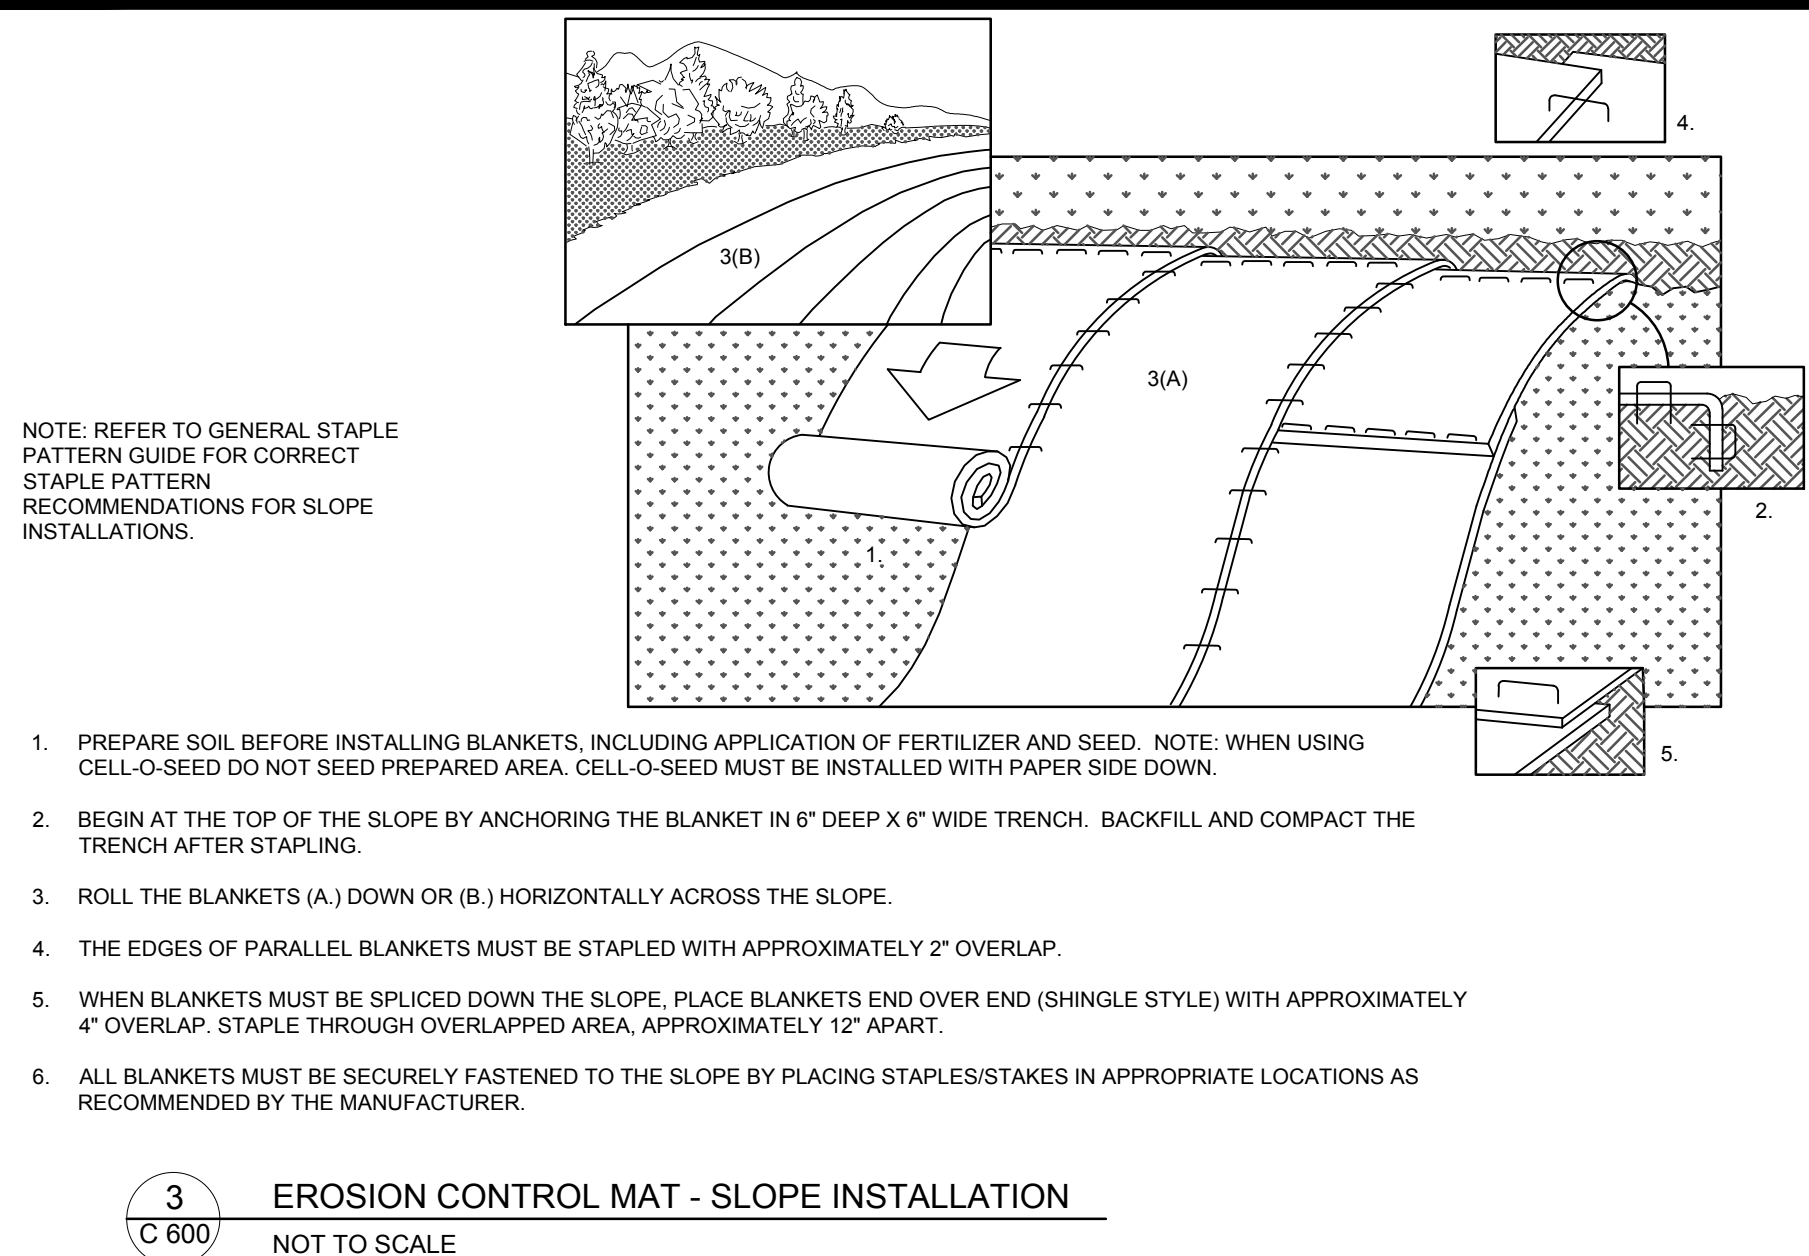 4.
3(B)
3(A)
NOTE: REFER TO GENERAL STAPLE
PATTERN GUIDE FOR CORRECT
STAPLE PATTERN
RECOMMENDATIONS FOR SLOPE
INSTALLATIONS.
2.
1.
5.
1. PREPARE SOIL BEFORE INSTALLING BLANKETS, INCLUDING APPLICATION OF FERTILIZER AND SEED. NOTE: WHEN USING
CELL-O-SEED DO NOT SEED PREPARED AREA. CELL-O-SEED MUST BE INSTALLED WITH PAPER SIDE DOWN.
2. BEGIN AT THE TOP OF THE SLOPE BY ANCHORING THE BLANKET IN 6" DEEP X 6" WIDE TRENCH. BACKFILL AND COMPACT THE
TRENCH AFTER STAPLING.
3. ROLL THE BLANKETS (A.) DOWN OR (B.) HORIZONTALLY ACROSS THE SLOPE.
4. THE EDGES OF PARALLEL BLANKETS MUST BE STAPLED WITH APPROXIMATELY 2" OVERLAP.
5. WHEN BLANKETS MUST BE SPLICED DOWN THE SLOPE, PLACE BLANKETS END OVER END (SHINGLE STYLE) WITH APPROXIMATELY
4" OVERLAP. STAPLE THROUGH OVERLAPPED AREA, APPROXIMATELY 12" APART.
6. ALL BLANKETS MUST BE SECURELY FASTENED TO THE SLOPE BY PLACING STAPLES/STAKES IN APPROPRIATE LOCATIONS AS
RECOMMENDED BY THE MANUFACTURER.
3
EROSION CONTROL MAT - SLOPE INSTALLATION
C 600
NOT TO SCALE